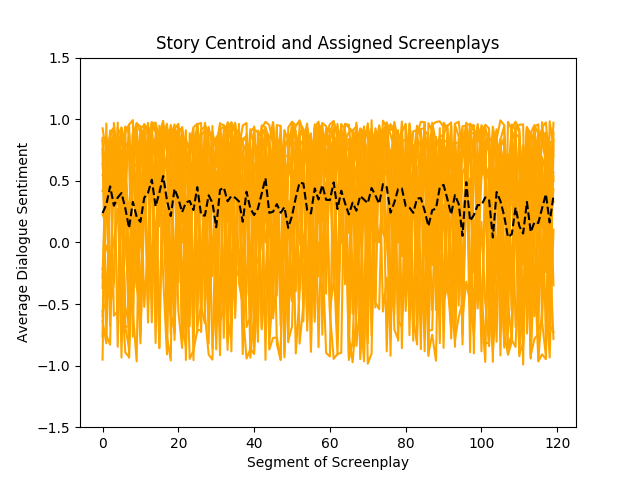 Story Centroid and Assigned Screenplays
1.5
1.0
0.5
0.0
−0.5
−1.0
−1.5
Average Dialogue Sentiment
0 20 40 60 80 100 120
Segment of Screenplay